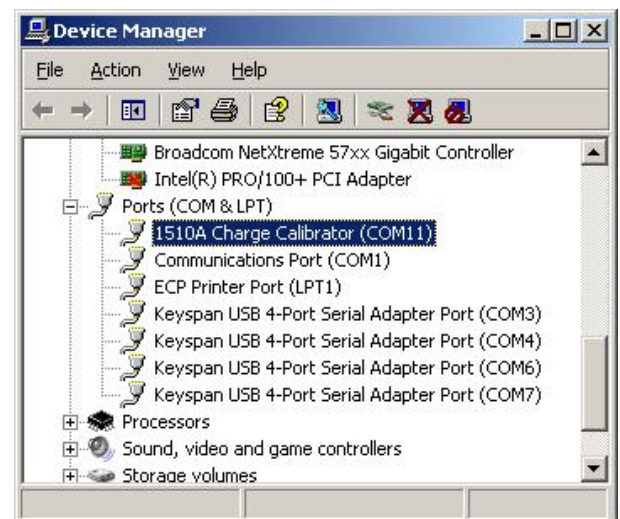 Device Manager
File Action View Help
Broadcom NetXtreme 57xx Gigabit Controller
Intel(R) PRO/100+ PCI Adapter
Ports (COM & LPT)
1510A Charge Calibrator (COM11)
Communications Port (COM1)
ECP Printer Port (LPT1)
Keyspan USB 4-Port Serial Adapter Port (COM3)
Keyspan USB 4-Port Serial Adapter Port (COM4)
Keyspan USB 4-Port Serial Adapter Port (COM6)
Keyspan USB 4-Port Serial Adapter Port (COM7)
Processors
Sound, video and game controllers
Storage volumes